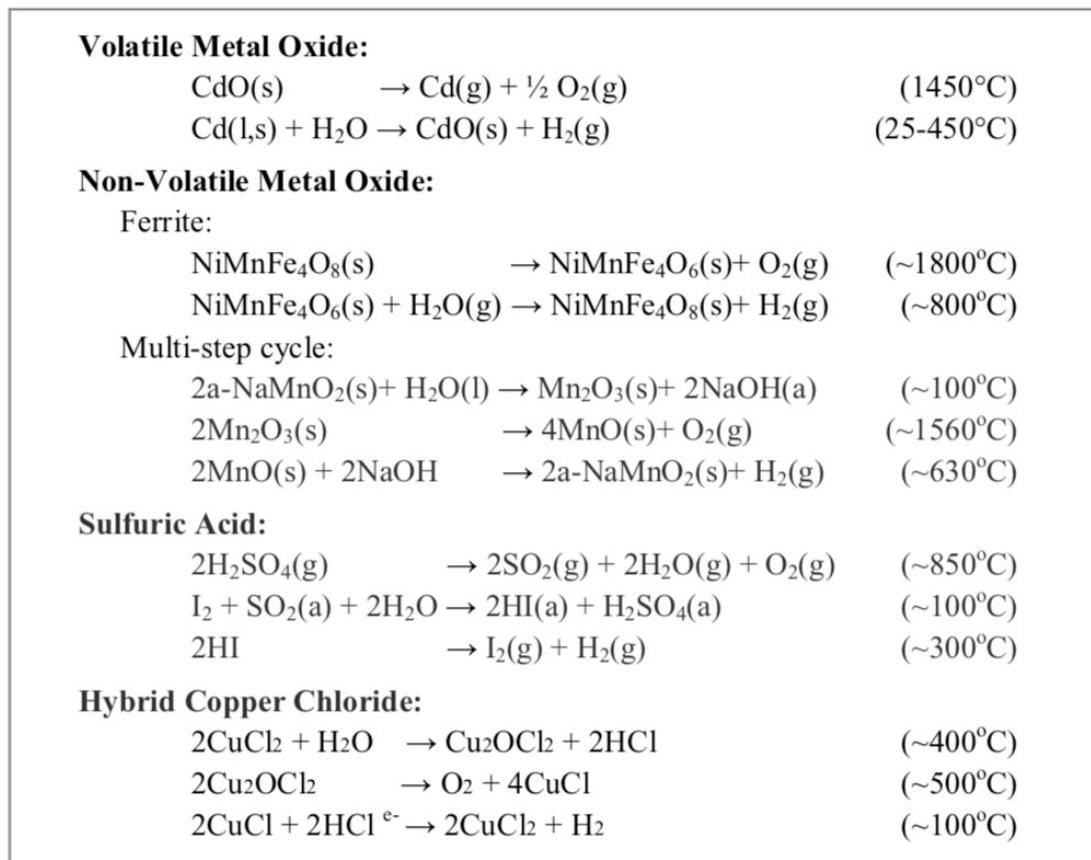 Volatile Metal Oxide:
CdO(s) → Cd(g) + ½ O₂(g) (1450°C)
Cd(l,s) + H₂O → CdO(s) + H₂(g) (25-450°C)
Non-Volatile Metal Oxide:
Ferrite:
NiMnFe₄O₈(s) → NiMnFe₄O₆(s)+ O₂(g) (~1800°C)
NiMnFe₄O₆(s) + H₂O(g) → NiMnFe₄O₈(s)+ H₂(g) (~800°C)
Multi-step cycle:
2a-NaMnO₂(s)+ H₂O(l) → Mn₂O₃(s)+ 2NaOH(a) (~100°C)
2Mn₂O₃(s) → 4MnO(s)+ O₂(g) (~1560°C)
2MnO(s) + 2NaOH → 2a-NaMnO₂(s)+ H₂(g) (~630°C)
Sulfuric Acid:
2H₂SO₄(g) → 2SO₂(g) + 2H₂O(g) + O₂(g) (~850°C)
I₂ + SO₂(a) + 2H₂O → 2HI(a) + H₂SO₄(a) (~100°C)
2HI → I₂(g) + H₂(g) (~300°C)
Hybrid Copper Chloride:
2CuCl₂ + H₂O → Cu₂OCl₂ + 2HCl (~400°C)
2Cu₂OCl₂ → O₂ + 4CuCl (~500°C)
2CuCl + 2HCl e- → 2CuCl₂ + H₂ (~100°C)